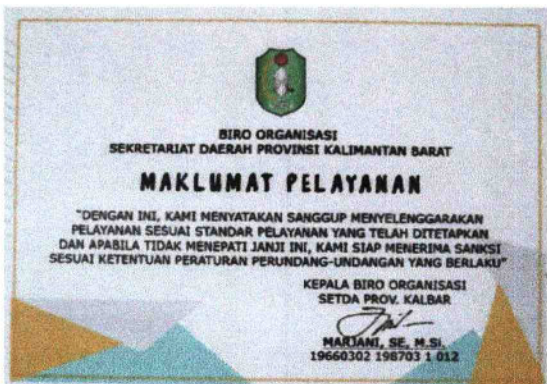 BIRO ORGANISASI
SEKRETARIAT DAERAH PROVINSI KALIMANTAN BARAT
MAKLUMAT PELAYANAN
"DENGAN INI, KAMI MENYATAKAN SANGGUP MENYELENGGARAKAN
PELAYANAN SESUAI STANDAR PELAYANAN YANG TELAH DITETAPKAN
DAN APABILA TIDAK MENEPATI JANJI INI, KAMI SIAP MENERIMA SANKSI
SESUAI KETENTUAN PERATURAN PERUNDANG-UNDANGAN YANG BERLAKU"
KEPALA BIRO ORGANISASI
SETDA PROV. KALBAR
MARJANI, SE, M.Si.
19660302 198703 1 012